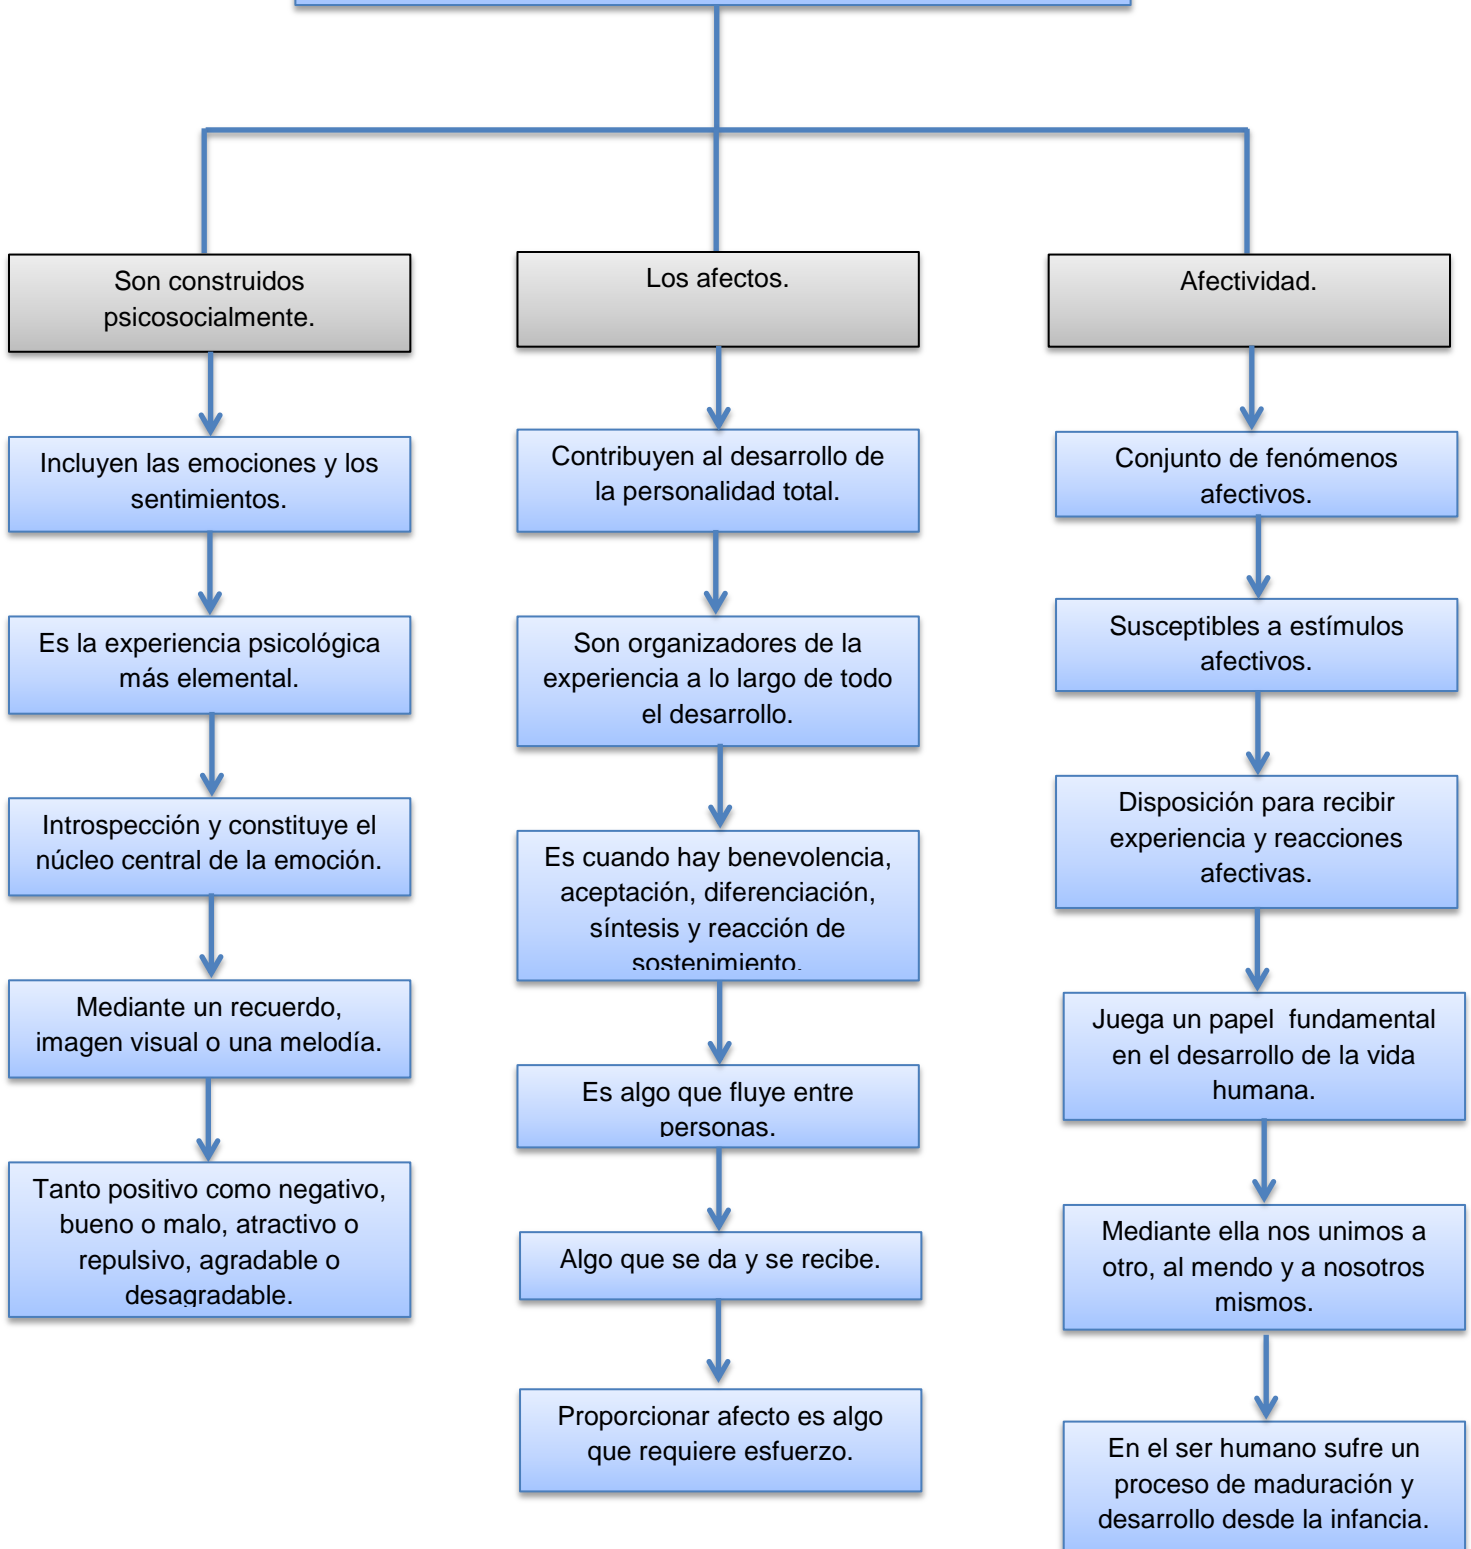 Son construidos
psicosocialmente.
Incluyen las emociones y los
sentimientos.
Es la experiencia psicológica
más elemental.
Introspección y constituye el
núcleo central de la emoción.
Mediante un recuerdo,
imagen visual o una melodía.
Tanto positivo como negativo,
bueno o malo, atractivo o
repulsivo, agradable o
desagradable.
Los afectos.
Contribuyen al desarrollo de
la personalidad total.
Son organizadores de la
experiencia a lo largo de todo
el desarrollo.
Es cuando hay benevolencia,
aceptación, diferenciación,
síntesis y reacción de
sostenimiento.
Es algo que fluye entre
personas.
Algo que se da y se recibe.
Proporcionar afecto es algo
que requiere esfuerzo.
Afectividad.
Conjunto de fenómenos
afectivos.
Susceptibles a estímulos
afectivos.
Disposición para recibir
experiencia y reacciones
afectivas.
Juega un papel  fundamental
en el desarrollo de la vida
humana.
Mediante ella nos unimos a
otro, al mendo y a nosotros
mismos.
En el ser humano sufre un
proceso de maduración y
desarrollo desde la infancia.